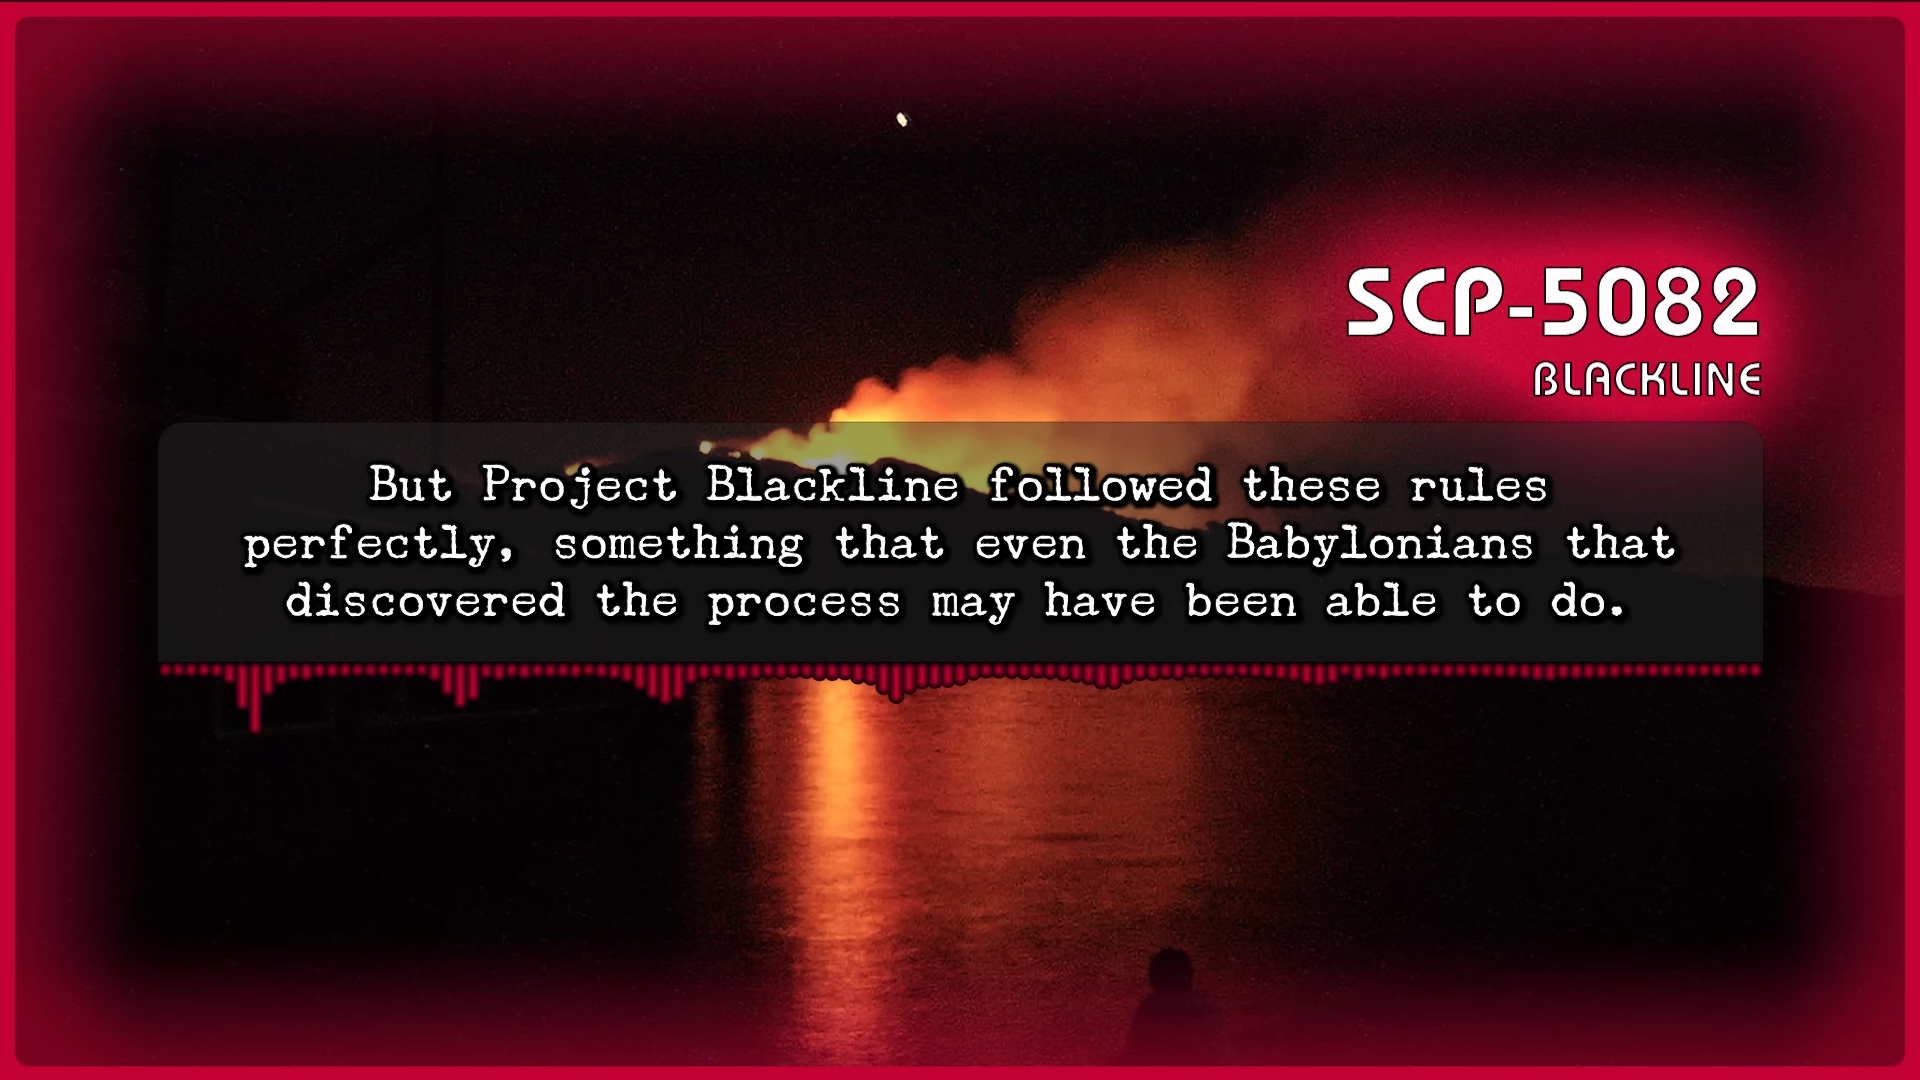 SCP-5082
BLACKLINE
But Project Blackline followed these rules
perfectly, something that even the Babylonians that
discovered the process may have been able to do.